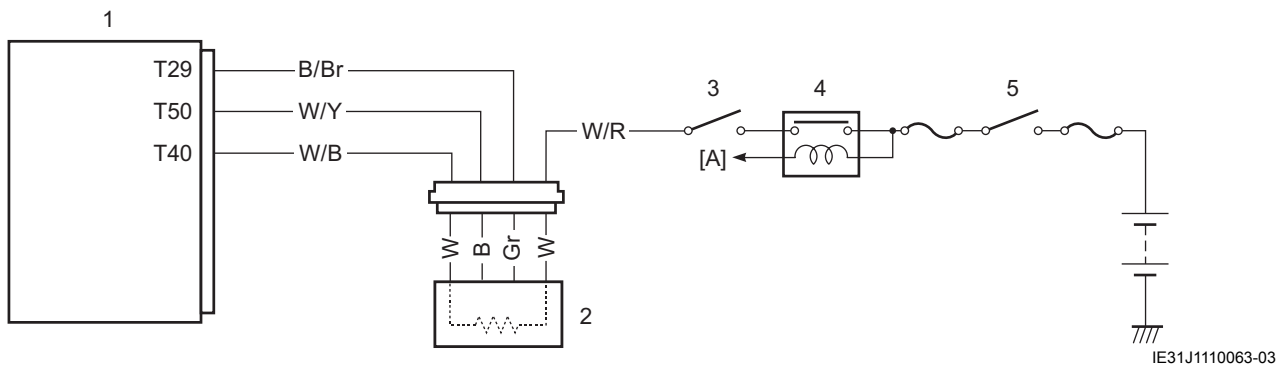 1
T29
B/Br
T50
W/Y
T40
W/B
W/R
3
4
5
[A]
W
B
Gr
W
2
IE31J1110063-03